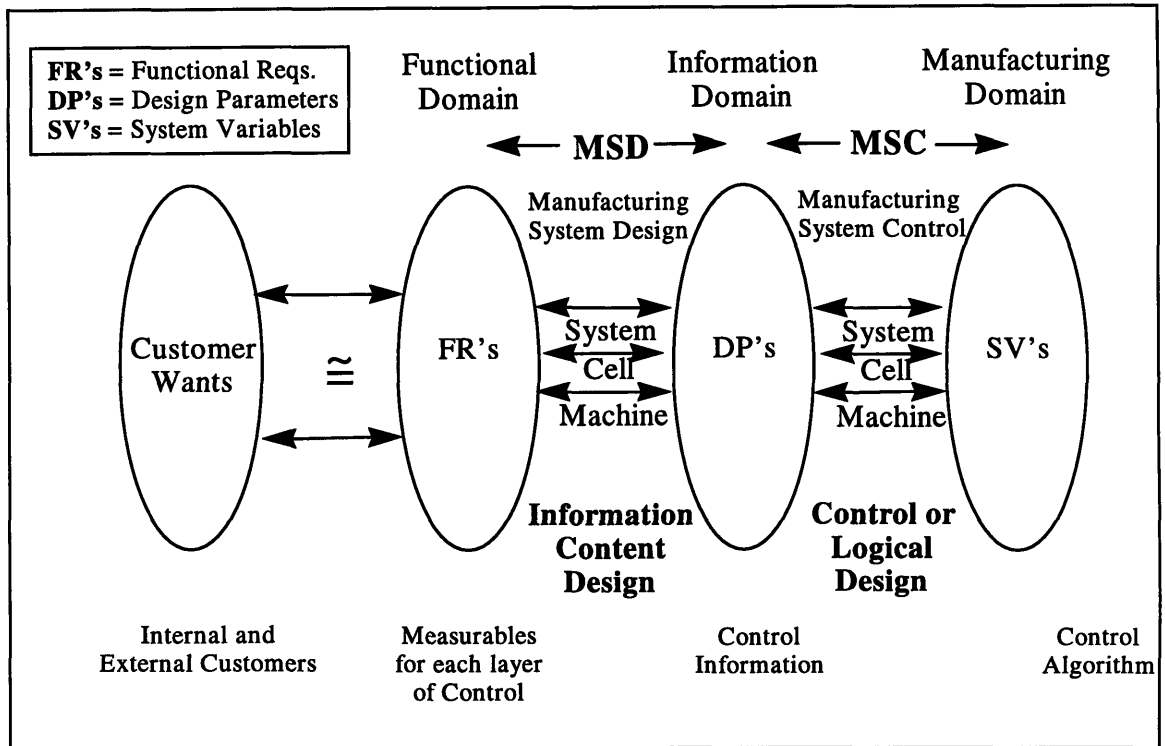 FR's = Functional Reqs.
DP's = Design Parameters
SV's = System Variables
Functional
Domain
Information
Domain
Manufacturing
Domain
MSD
MSC
Manufacturing
System Design
Manufacturing
System Control
Customer
Wants
≅
FR's
System
Cell
Machine
DP's
System
Cell
Machine
SV's
Information
Content
Design
Control or
Logical
Design
Internal and
External Customers
Measurables
for each layer
of Control
Control
Information
Control
Algorithm